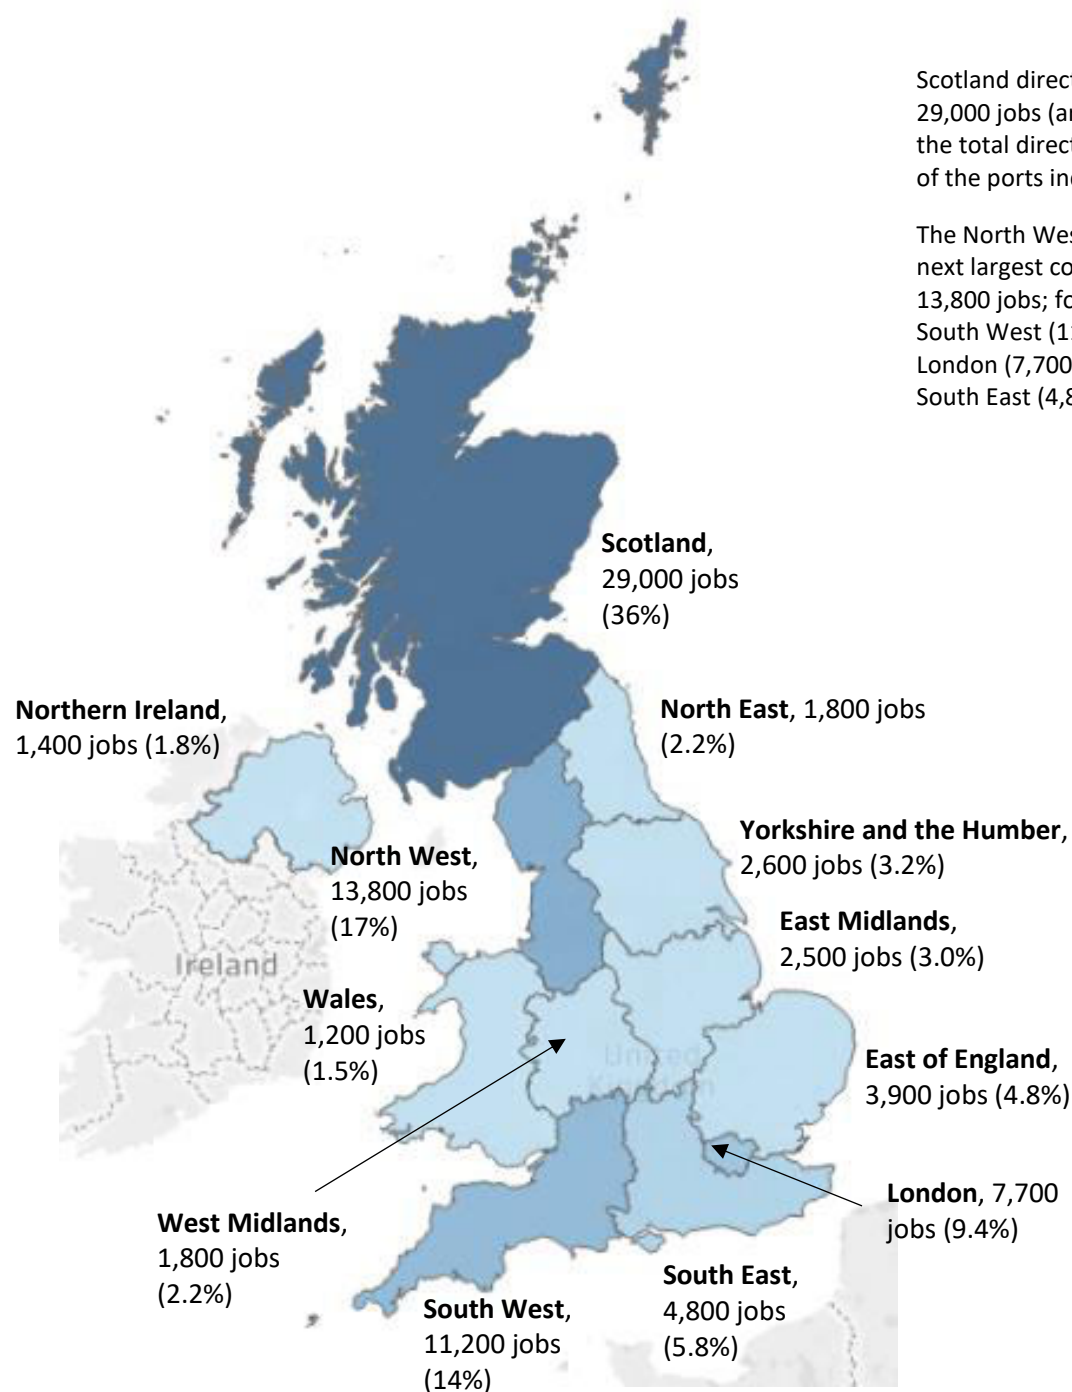 Scotland direct
29,000 jobs (ar
the total direct
of the ports in
The North Wes
next largest co
13,800 jobs; fo
South West (1
London (7,700
South East (4,8
Scotland,
29,000 jobs
(36%)
Northern Ireland,
1,400 jobs (1.8%)
North East, 1,800 jobs
(2.2%)
Yorkshire and the Humber,
2,600 jobs (3.2%)
North West,
13,800 jobs
(17%)
East Midlands,
2,500 jobs (3.0%)
Ireland
Wales,
1,200 jobs
(1.5%)
United
Kingdom
East of England,
3,900 jobs (4.8%)
London, 7,700
jobs (9.4%)
West Midlands,
1,800 jobs
(2.2%)
South East,
4,800 jobs
(5.8%)
South West,
11,200 jobs
(14%)